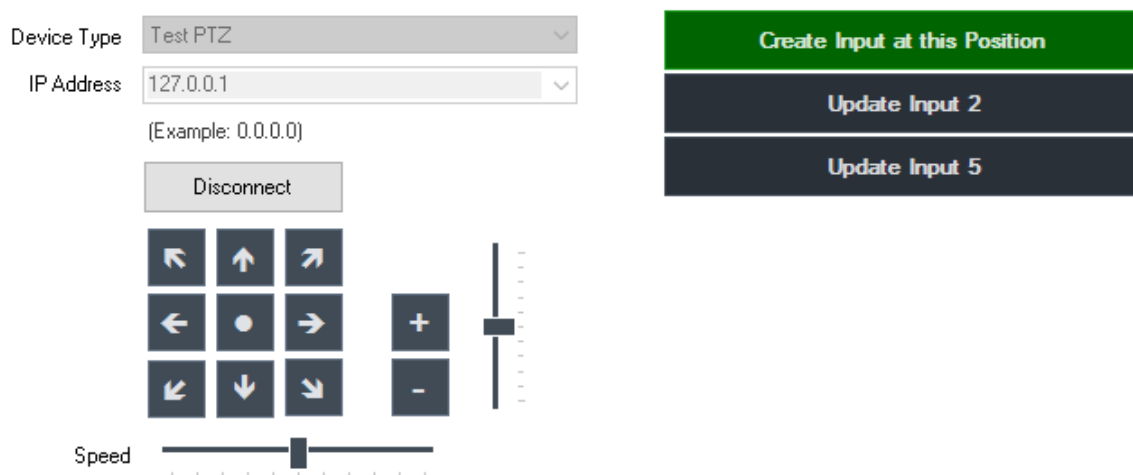 Device Type
Test PTZ
IP Address
127.0.0.1
(Example: 0.0.0.0)
Disconnect
+
-
Speed
Create Input at this Position
Update Input 2
Update Input 5